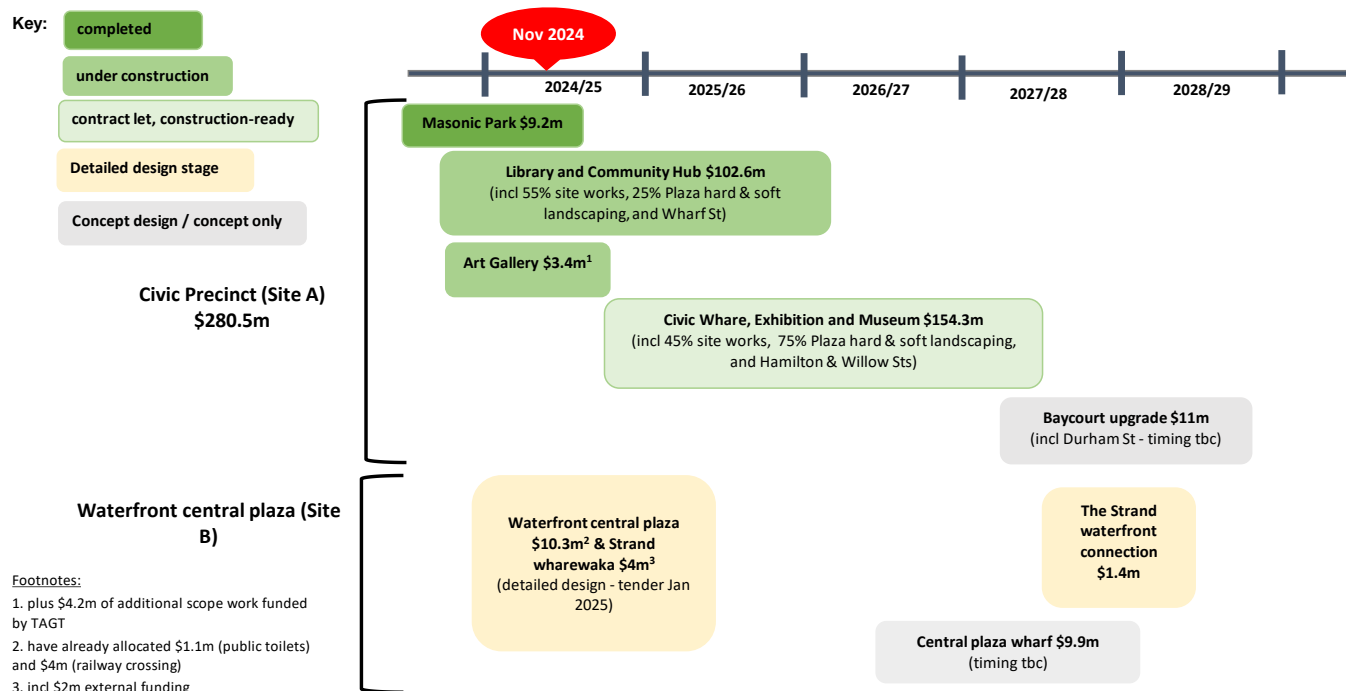 Key:
completed
under construction
contract let, construction-ready
Detailed design stage
Concept design / concept only
Nov 2024
2024/25
2025/26
2026/27
2027/28
2028/29
Civic Precinct (Site A)
$280.5m
Masonic Park $9.2m
Library and Community Hub $102.6m
(incl 55% site works, 25% Plaza hard & soft
landscaping, and Wharf St)
Art Gallery $3.4m¹
Civic Whare, Exhibition and Museum $154.3m
(incl 45% site works, 75% Plaza hard & soft landscaping,
and Hamilton & Willow Sts)
Baycourt upgrade $11m
(incl Durham St - timing tbc)
Waterfront central plaza (Site
B)
Waterfront central plaza
$10.3m² & Strand
wharewaka $4m³
(detailed design - tender Jan
2025)
The Strand
waterfront
connection
$1.4m
Central plaza wharf $9.9m
(timing tbc)
Footnotes:
1. plus $4.2m of additional scope work funded
by TAGT
2. have already allocated $1.1m (public toilets)
and $4m (railway crossing)
3. incl $2m external funding